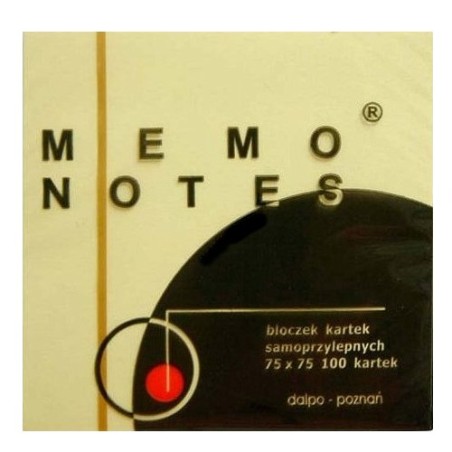 MEMO®
NOTES
bloczek kartek
samoprzylepnych
75 x 75 100 kartek
dalpo - poznań